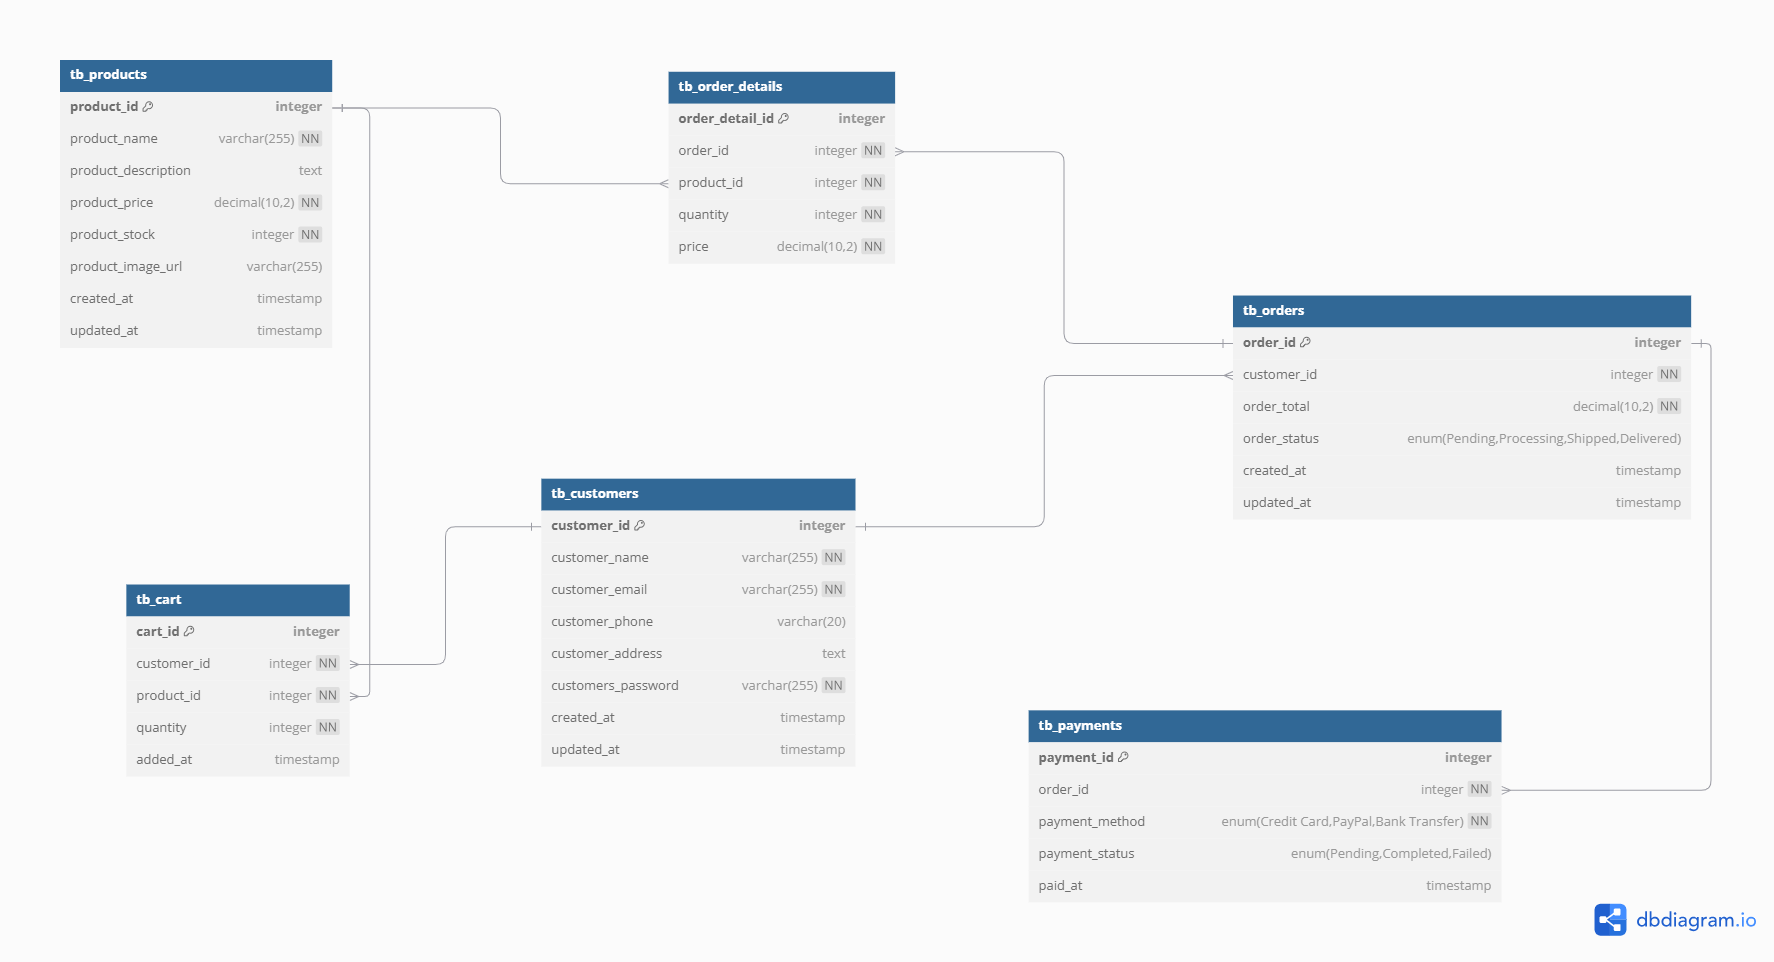 tb_products
product_id integer
product_name varchar(255) NN
product_description text
product_price decimal(10,2) NN
product_stock integer NN
product_image_url varchar(255)
created_at timestamp
updated_at timestamp
tb_order_details
order_detail_id integer
order_id integer NN
product_id integer NN
quantity integer NN
price decimal(10,2) NN
tb_orders
order_id integer
customer_id integer NN
order_total decimal(10,2) NN
order_status enum(Pending,Processing,Shipped,Delivered)
created_at timestamp
updated_at timestamp
tb_customers
customer_id integer
customer_name varchar(255) NN
customer_email varchar(255) NN
customer_phone varchar(20)
customer_address text
customers_password varchar(255) NN
created_at timestamp
updated_at timestamp
tb_cart
cart_id integer
customer_id integer NN
product_id integer NN
quantity integer NN
added_at timestamp
tb_payments
payment_id integer
order_id integer NN
payment_method enum(Credit Card,PayPal,Bank Transfer) NN
payment_status enum(Pending,Completed,Failed)
paid_at timestamp
dbdiagram.io